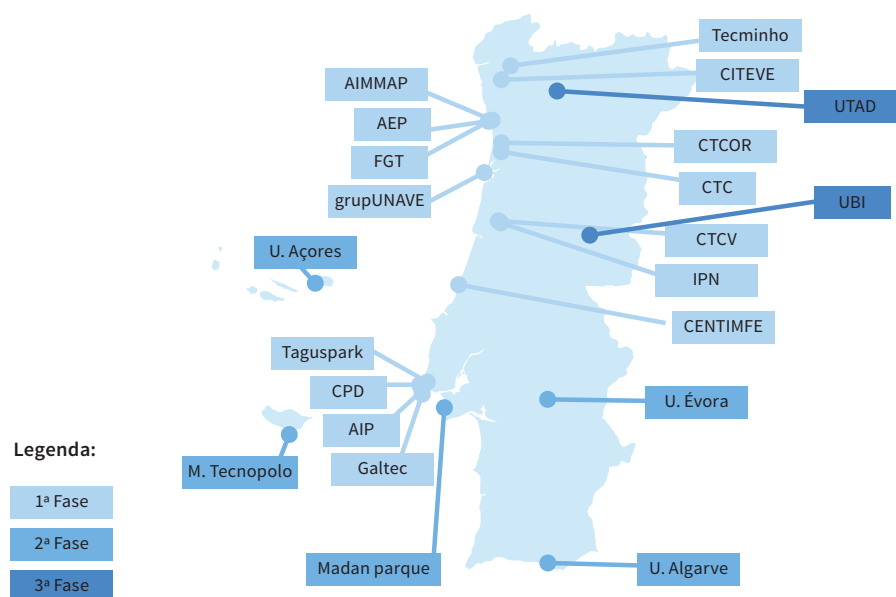 Tecminho
CITEVE
AIMMAP
UTAD
AEP
CTCOR
FGT
CTC
grupUNAVE
UBI
CTCV
U. Açores
IPN
CENTIMFE
Taguspark
CPD
U. Évora
AIP
Legenda:
M. Tecnopolo
Galtec
1ª Fase
2ª Fase
Madan parque
U. Algarve
3ª Fase